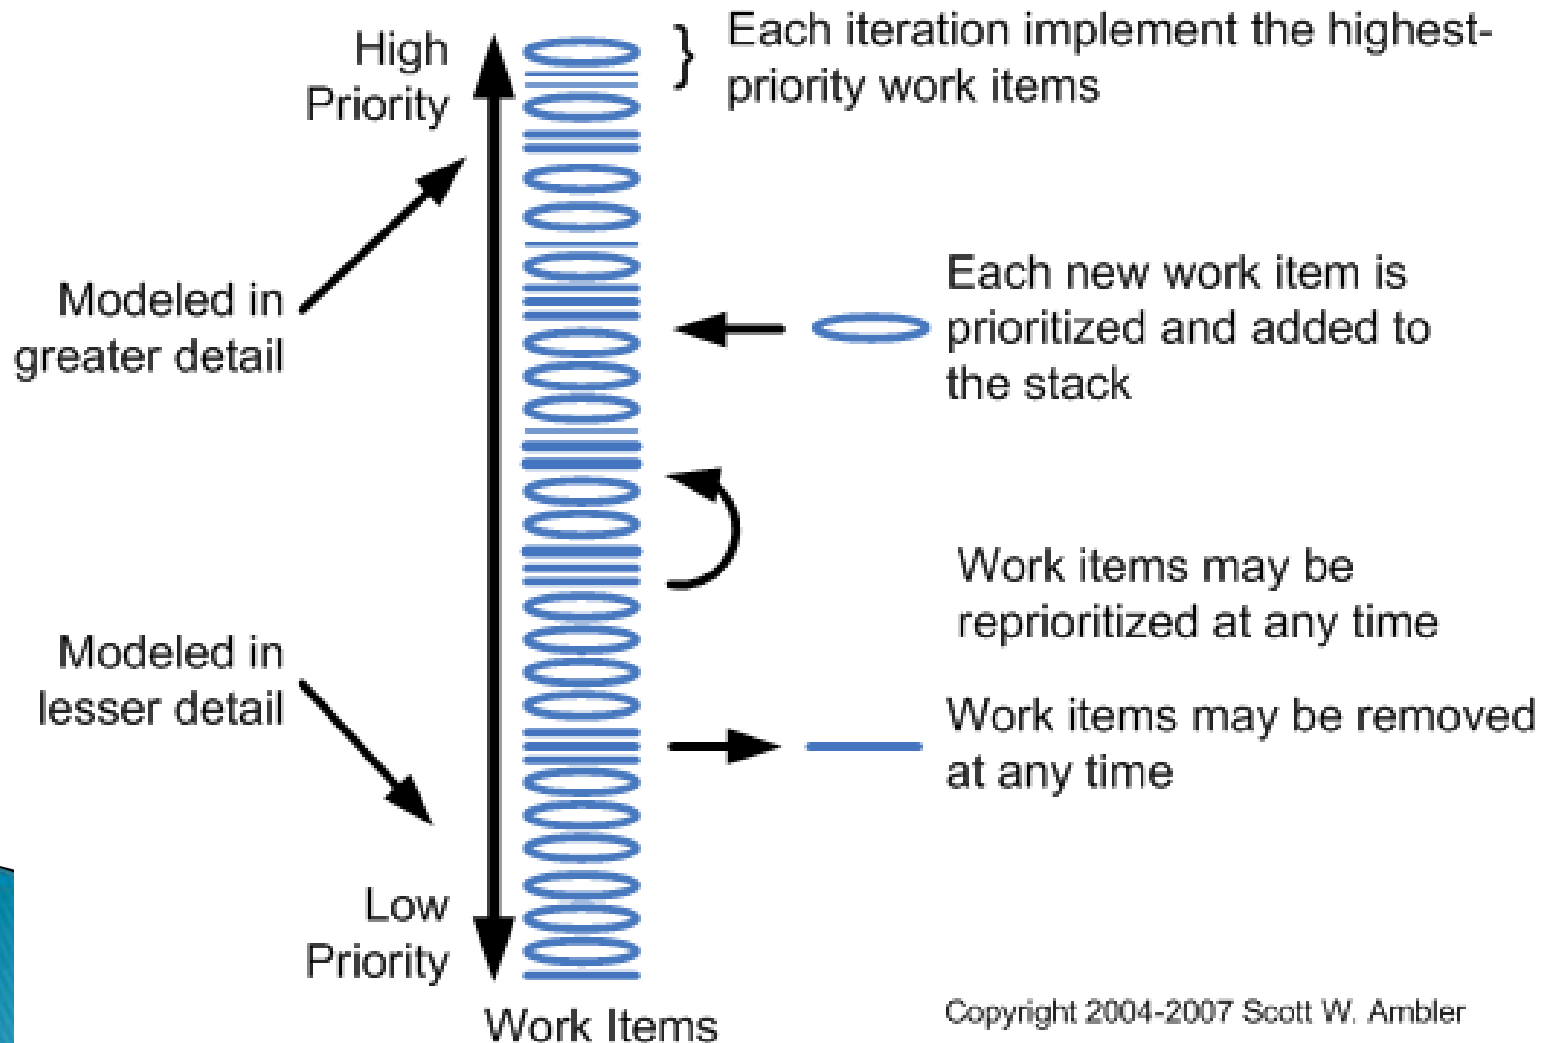 High
Priority
Each iteration implement the highest-
priority work items
Modeled in
greater detail
Each new work item is
prioritized and added to
the stack
Work items may be
reprioritized at any time
Modeled in
lesser detail
Work items may be removed
at any time
Low
Priority
Work Items
Copyright 2004-2007 Scott W. Ambler